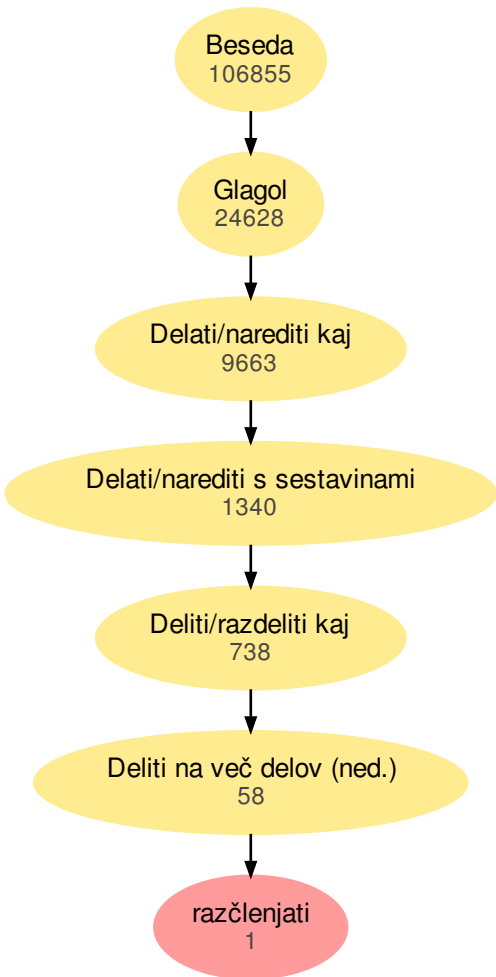 Beseda
106855
Glagol
24628
Delati/narediti kaj
9663
Delati/narediti s sestavinami
1340
Deliti/razdeliti kaj
738
Deliti na več delov (ned.)
58
razčlenjati
1